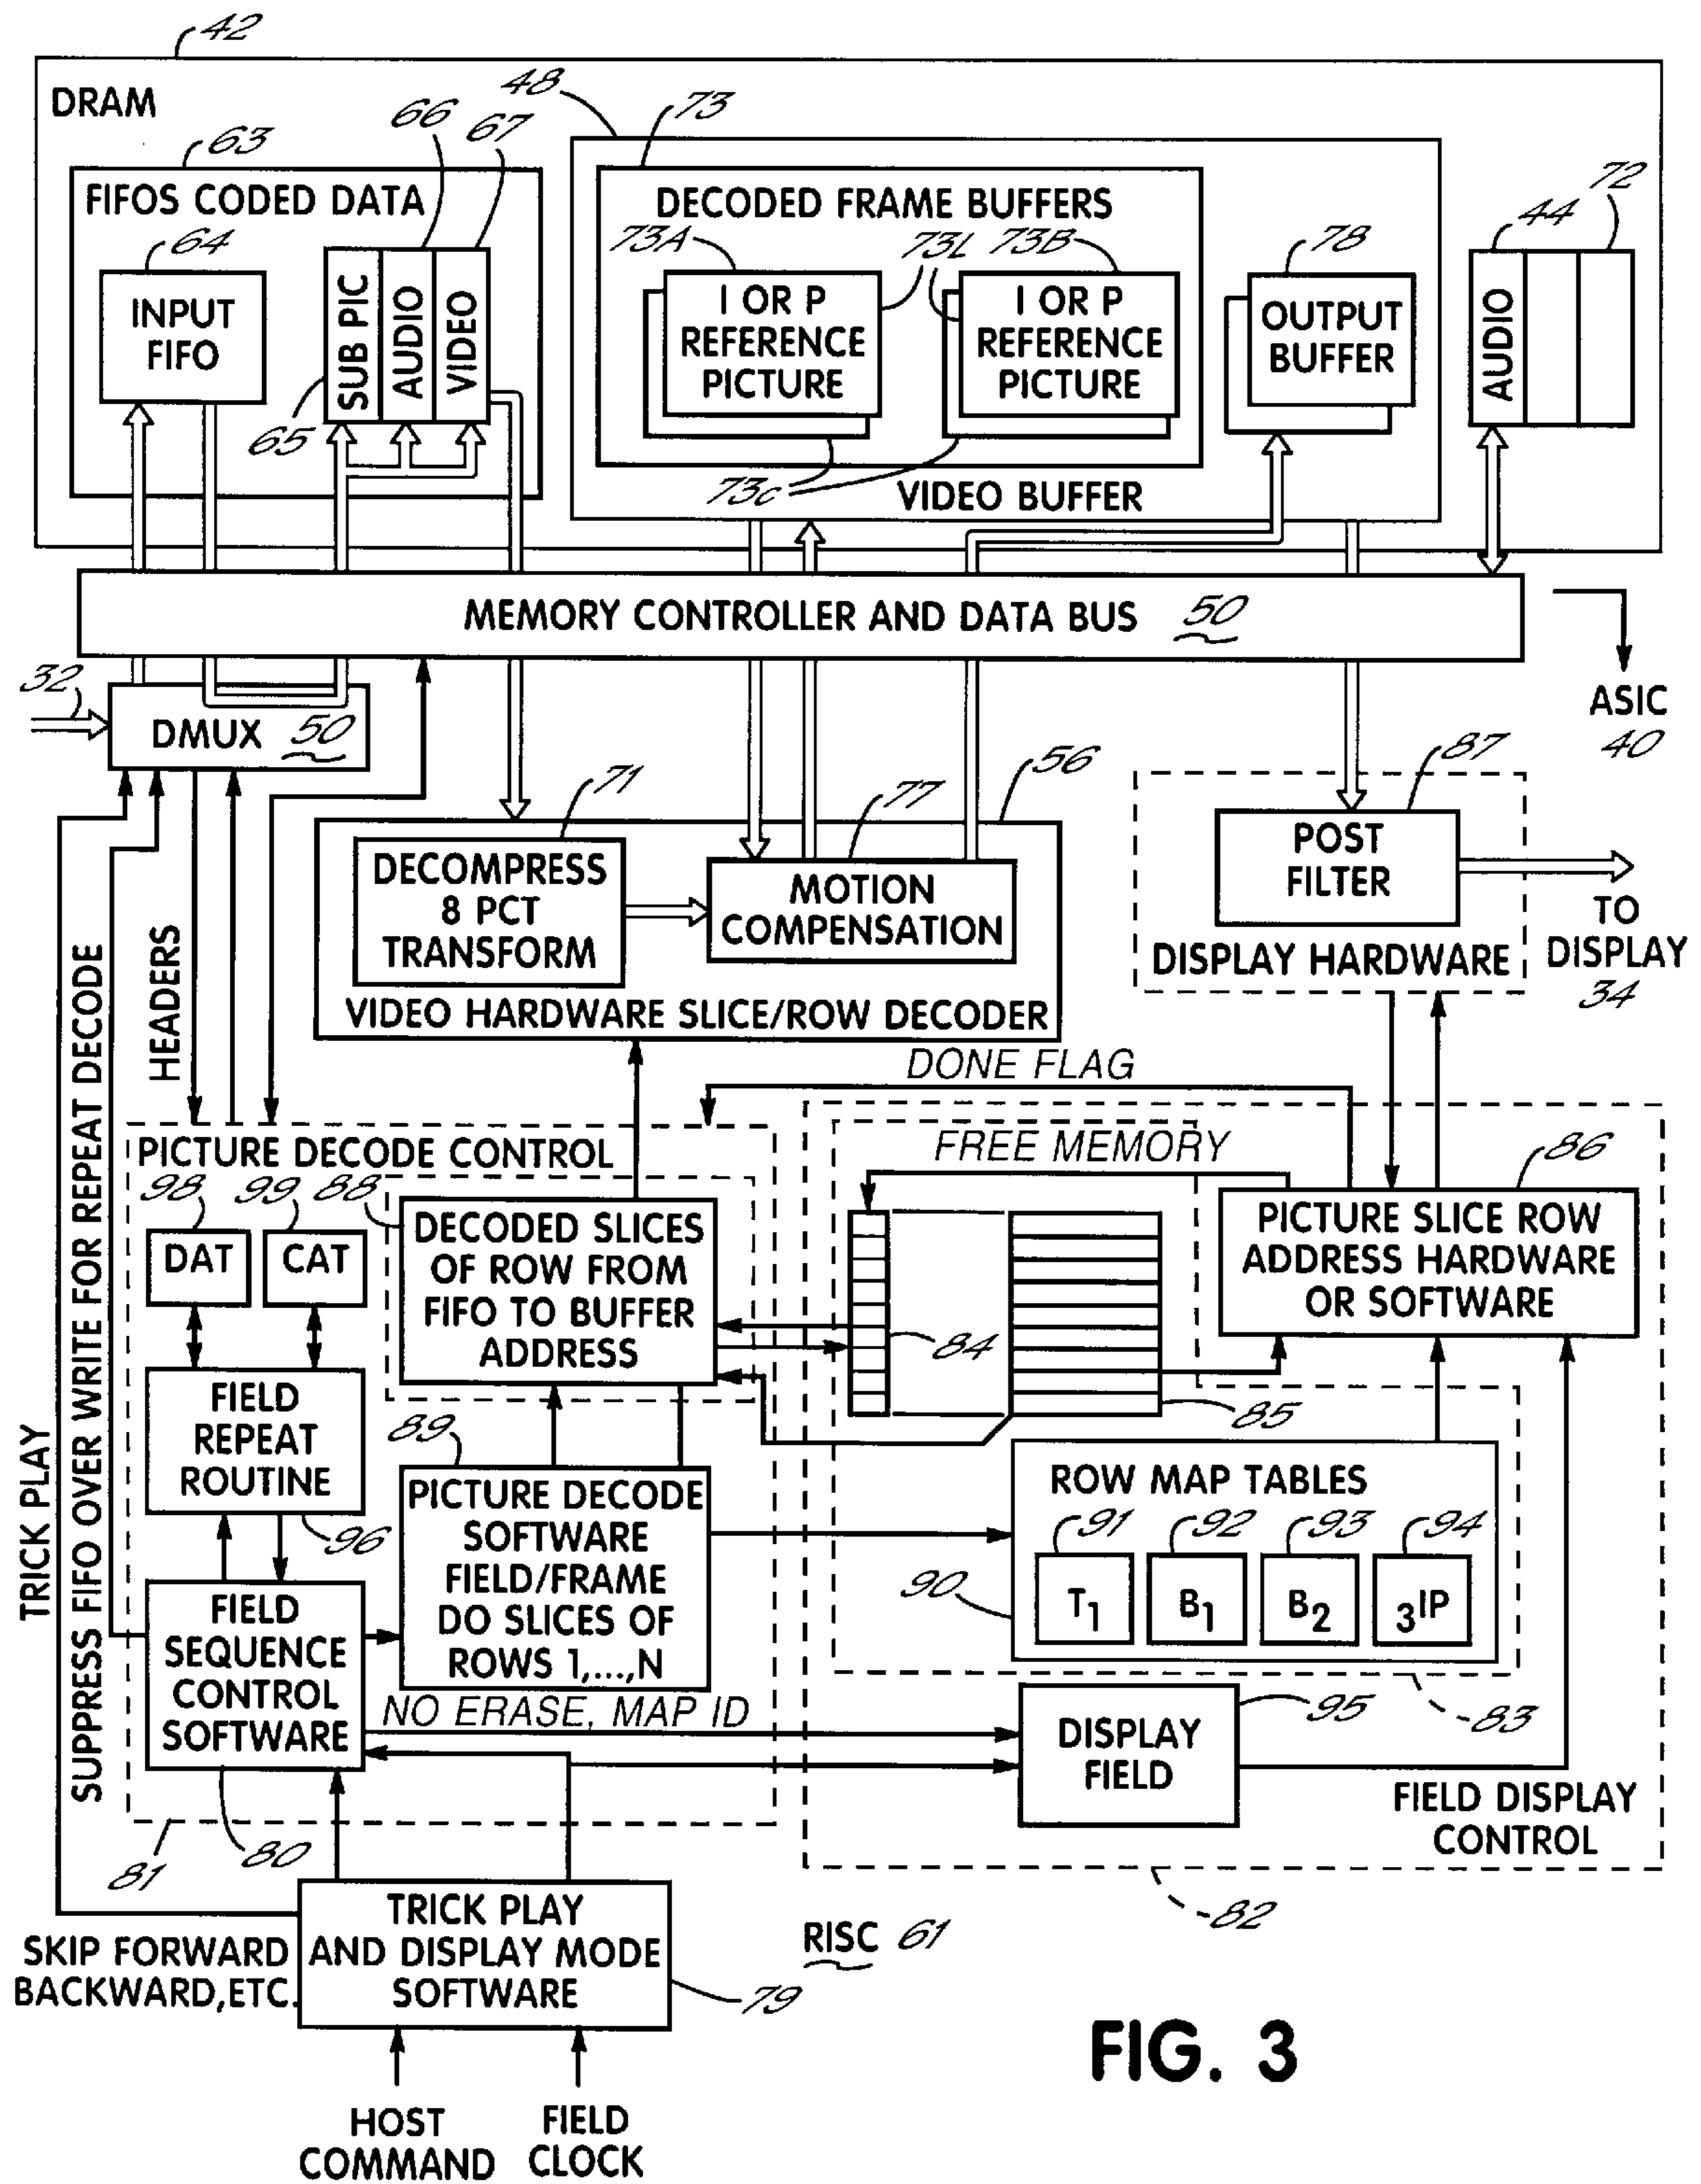 42
DRAM
48
73
66
67
63
FIFOS CODED DATA
64
INPUT
FIFO
SUB PIC
AUDIO
VIDEO
65
DECODED FRAME BUFFERS
73A
73L
73B
I OR P
REFERENCE
PICTURE
I OR P
REFERENCE
PICTURE
73c
VIDEO BUFFER
78
OUTPUT
BUFFER
44
72
AUDIO
MEMORY CONTROLLER AND DATA BUS 50
ASIC
40
32
DMUX 50
71
77
56
DECOMPRESS
8 PCT
TRANSFORM
MOTION
COMPENSATION
VIDEO HARDWARE SLICE/ROW DECODER
87
POST
FILTER
DISPLAY HARDWARE
TO
DISPLAY
34
TRICK PLAY
SUPPRESS FIFO OVER WRITE FOR REPEAT DECODE
HEADERS
DONE FLAG
PICTURE DECODE CONTROL
98
99
88
DAT
CAT
DECODED SLICES
OF ROW FROM
FIFO TO BUFFER
ADDRESS
FREE MEMORY
84
85
86
PICTURE SLICE ROW
ADDRESS HARDWARE
OR SOFTWARE
FIELD
REPEAT
ROUTINE
96
89
PICTURE DECODE
SOFTWARE
FIELD/FRAME
DO SLICES OF
ROWS 1,...,N
ROW MAP TABLES
91
92
93
94
90
T1
B1
B2
3IP
83
FIELD
SEQUENCE
CONTROL
SOFTWARE
NO ERASE, MAP ID
95
DISPLAY
FIELD
FIELD DISPLAY
CONTROL
81
80
82
TRICK PLAY
AND DISPLAY MODE
SOFTWARE
SKIP FORWARD
BACKWARD,ETC.
79
RISC 61
HOST
COMMAND
FIELD
CLOCK
FIG. 3